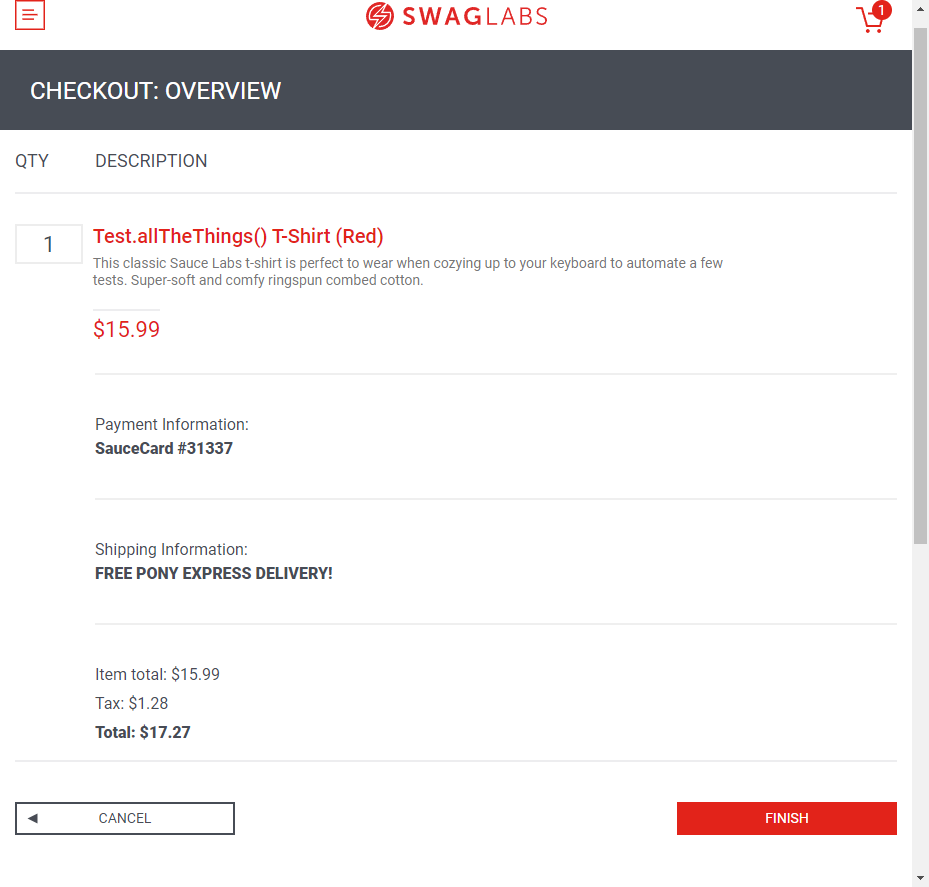 SWAGLABS
1
CHECKOUT: OVERVIEW
QTY DESCRIPTION
1
Test.allTheThings() T-Shirt (Red)
This classic Sauce Labs t-shirt is perfect to wear when cozying up to your keyboard to automate a few
tests. Super-soft and comfy ringspun combed cotton.
$15.99
Payment Information:
SauceCard #31337
Shipping Information:
FREE PONY EXPRESS DELIVERY!
Item total: $15.99
Tax: $1.28
Total: $17.27
CANCEL FINISH